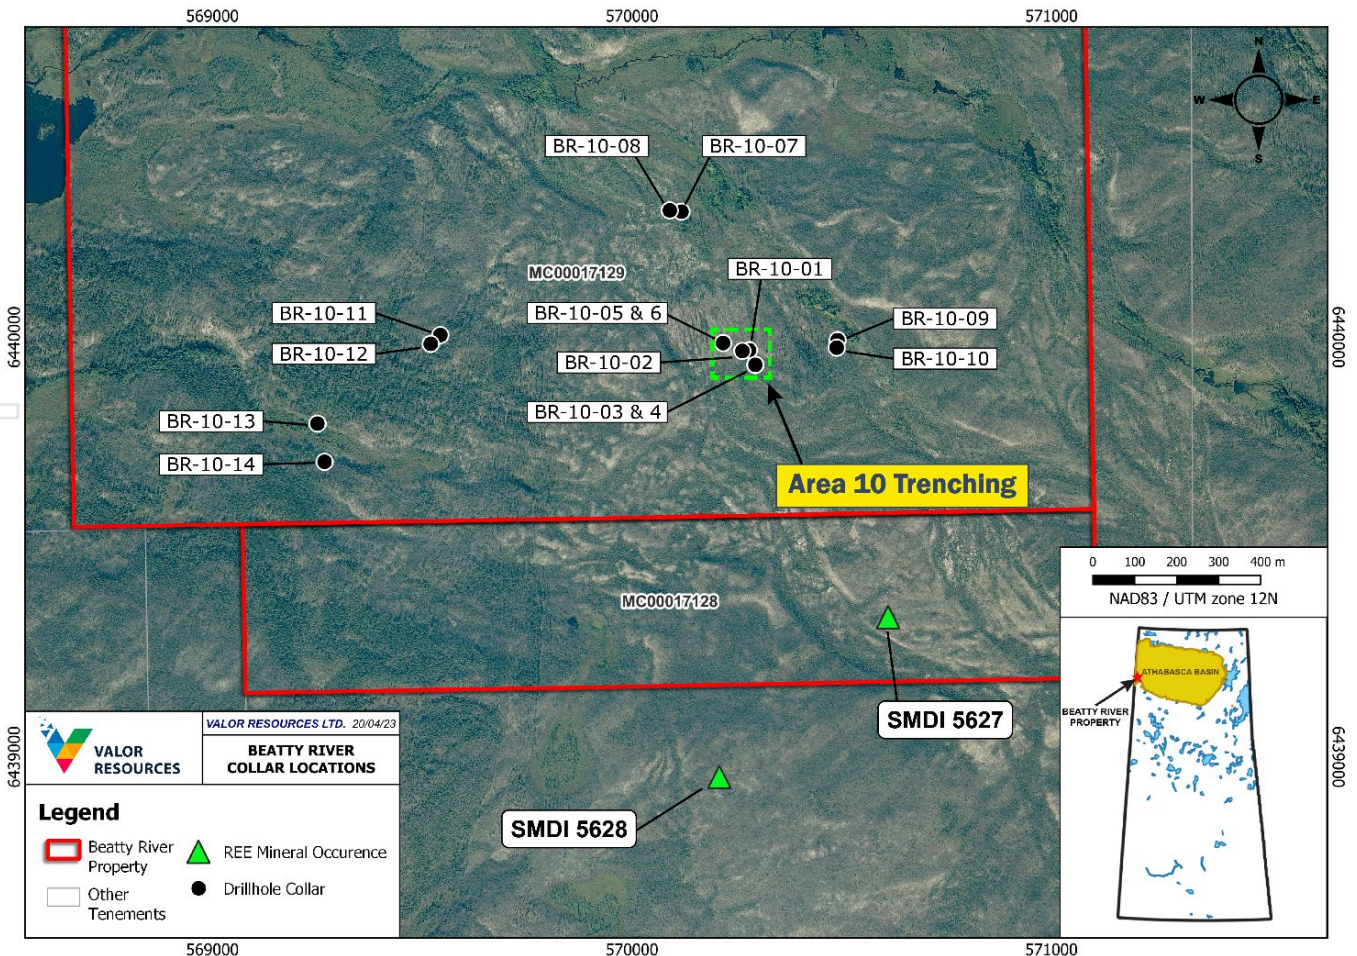 569000
570000
571000
N
W
E
S
BR-10-08
BR-10-07
MC00017129
BR-10-01
BR-10-11
BR-10-05 & 6
BR-10-09
6440000
6440000
BR-10-12
BR-10-02
BR-10-10
BR-10-03 & 4
BR-10-13
BR-10-14
Area 10 Trenching
0 100 200 300 400 m
NAD83 / UTM zone 12N
MC00017128
ATHABASCA BASIN
BEATTY RIVER
PROPERTY
SMDI 5627
SMDI 5628
6439000
6439000
VALOR
RESOURCES
VALOR RESOURCES LTD. 20/04/23
BEATTY RIVER
COLLAR LOCATIONS
Legend
Beatty River
Property
REE Mineral Occurence
Other
Tenements
Drillhole Collar
569000
570000
571000